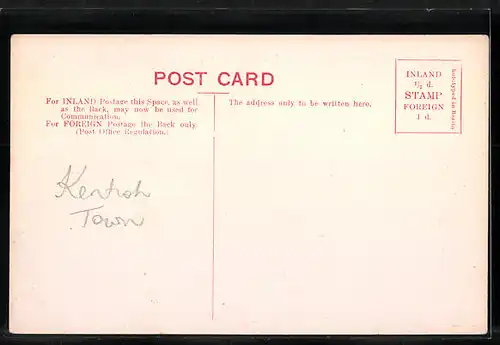 POST CARD
For INLAND Postage this Space, as well
as the Back, may now be used for
Communication.
For FOREIGN Postage the Back only.
(Post Office Regulation.)
The address only to be written here.
INLAND
½ d.
STAMP
FOREIGN
1 d.
in Russia
Town